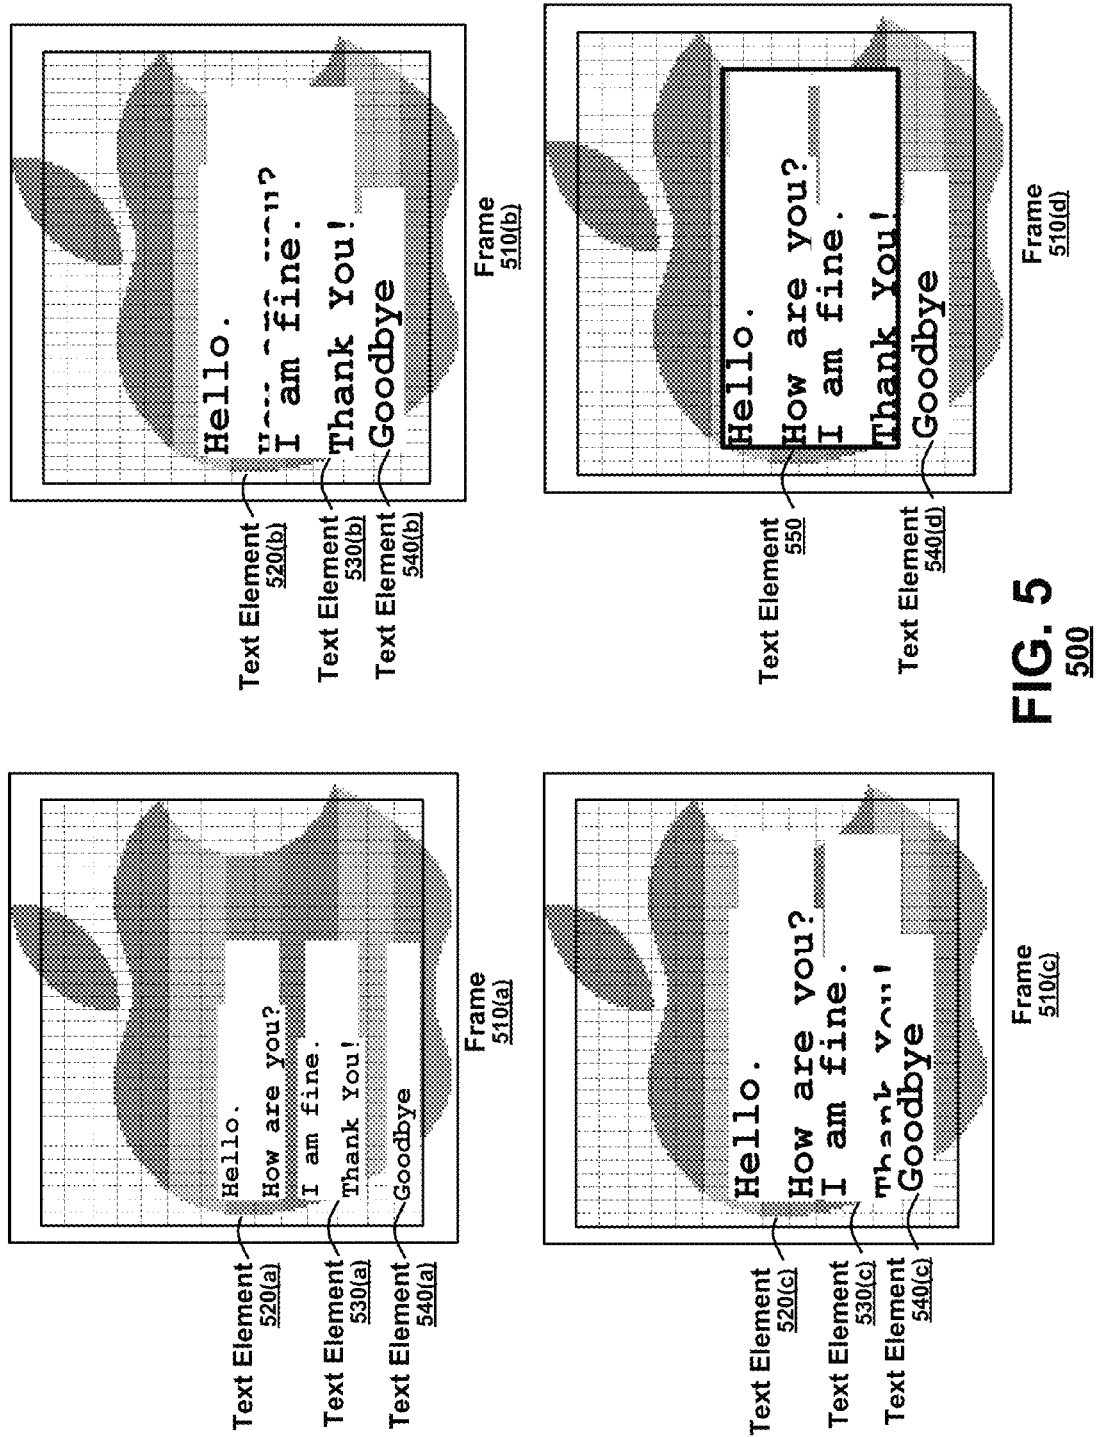 Text Element
520(a)
Text Element
530(a)
Text Element
540(a)
Hello.
How are you?
I am fine.
Thank You!
Goodbye
Frame
510(a)
Text Element
520(b)
Text Element
530(b)
Text Element
540(b)
Hello.
I am fine.
Thank You!
Goodbye
Frame
510(b)
Text Element
520(c)
Text Element
530(c)
Text Element
540(c)
Hello.
How are you?
I am fine.
Goodbye
Frame
510(c)
Text Element
550
Text Element
540(d)
Hello.
How are you?
I am fine.
Thank You!
Goodbye
Frame
510(d)
FIG. 5
500